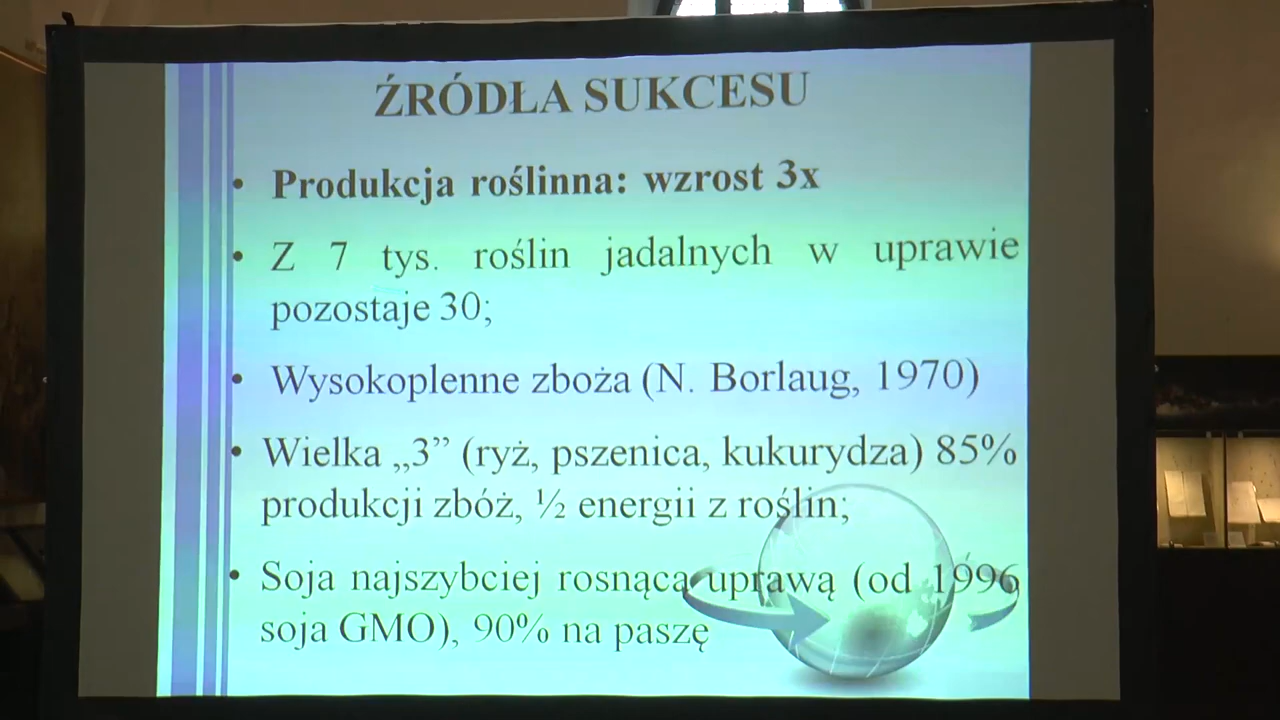 ŹRÓDŁA SUKCESU
• Produkcja roślinna: wzrost 3x
• Z 7 tys. roślin jadalnych w uprawie
pozostaje 30;
• Wysokoplenne zboża (N. Borlaug, 1970)
• Wielka „3” (ryż, pszenica, kukurydza) 85%
produkcji zbóż, ½ energii z roślin;
• Soja najszybciej rosnącą uprawą (od 1996
soja GMO), 90% na paszę